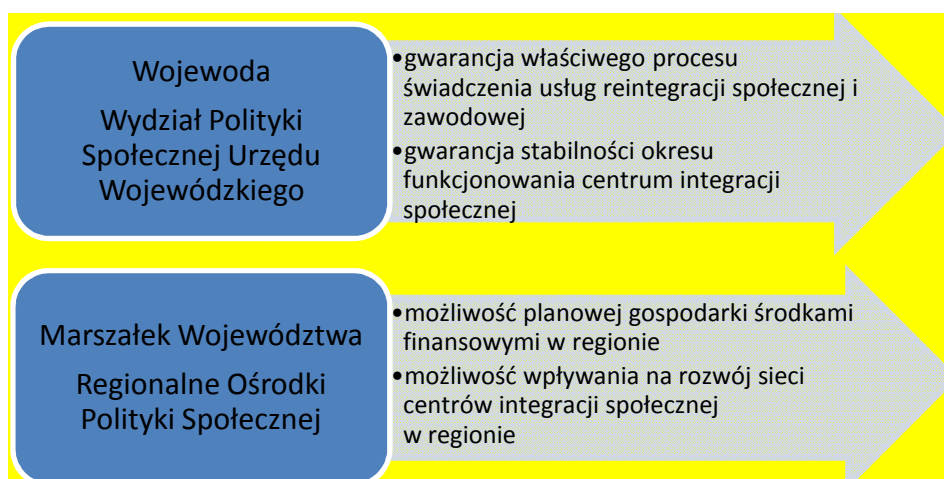 Wojewoda
Wydział Polityki
Społecznej Urzędu
Wojewódzkiego
•gwarancja właściwego procesu
świadczenia usług reintegracji społecznej i
zawodowej
•gwarancja stabilności okresu
funkcjonowania centrum integracji
społecznej
Marszałek Województwa
Regionalne Ośrodki
Polityki Społecznej
•możliwość planowej gospodarki środkami
finansowymi w regionie
•możliwość wpływania na rozwój sieci
centrów integracji społecznej
w regionie